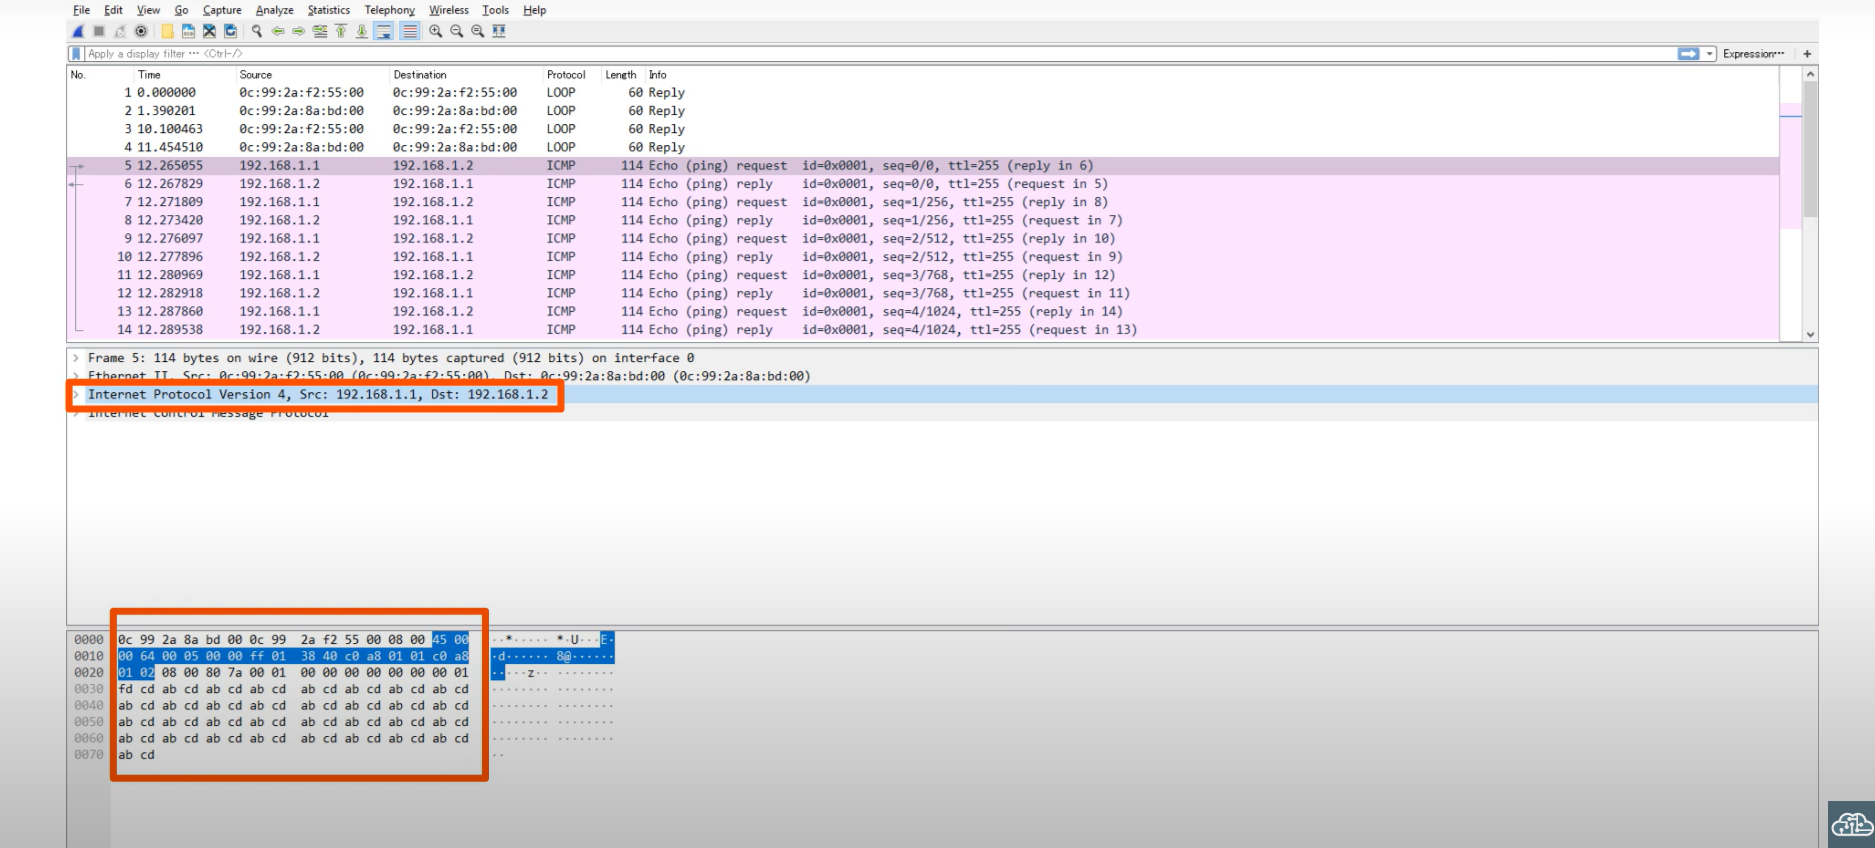 File Edit View Go Capture Analyze Statistics Telephony Wireless Tools Help
Apply a display filter ... <Ctrl-/> Expression... +
No. Time Source Destination Protocol Length Info
1 0.000000 0c:99:2a:f2:55:00 0c:99:2a:f2:55:00 LOOP 60 Reply
2 1.390201 0c:99:2a:8a:bd:00 0c:99:2a:8a:bd:00 LOOP 60 Reply
3 10.100463 0c:99:2a:f2:55:00 0c:99:2a:f2:55:00 LOOP 60 Reply
4 11.454510 0c:99:2a:8a:bd:00 0c:99:2a:8a:bd:00 LOOP 60 Reply
5 12.265055 192.168.1.1 192.168.1.2 ICMP 114 Echo (ping) request id=0x0001, seq=0/0, ttl=255 (reply in 6)
6 12.267829 192.168.1.2 192.168.1.1 ICMP 114 Echo (ping) reply id=0x0001, seq=0/0, ttl=255 (request in 5)
7 12.271809 192.168.1.1 192.168.1.2 ICMP 114 Echo (ping) request id=0x0001, seq=1/256, ttl=255 (reply in 8)
8 12.273420 192.168.1.2 192.168.1.1 ICMP 114 Echo (ping) reply id=0x0001, seq=1/256, ttl=255 (request in 7)
9 12.276097 192.168.1.1 192.168.1.2 ICMP 114 Echo (ping) request id=0x0001, seq=2/512, ttl=255 (reply in 10)
10 12.277896 192.168.1.2 192.168.1.1 ICMP 114 Echo (ping) reply id=0x0001, seq=2/512, ttl=255 (request in 9)
11 12.280969 192.168.1.1 192.168.1.2 ICMP 114 Echo (ping) request id=0x0001, seq=3/768, ttl=255 (reply in 12)
12 12.282918 192.168.1.2 192.168.1.1 ICMP 114 Echo (ping) reply id=0x0001, seq=3/768, ttl=255 (request in 11)
13 12.287860 192.168.1.1 192.168.1.2 ICMP 114 Echo (ping) request id=0x0001, seq=4/1024, ttl=255 (reply in 14)
14 12.289538 192.168.1.2 192.168.1.1 ICMP 114 Echo (ping) reply id=0x0001, seq=4/1024, ttl=255 (request in 13)
> Frame 5: 114 bytes on wire (912 bits), 114 bytes captured (912 bits) on interface 0
> Ethernet II, Src: 0c:99:2a:f2:55:00 (0c:99:2a:f2:55:00), Dst: 0c:99:2a:8a:bd:00 (0c:99:2a:8a:bd:00)
> Internet Protocol Version 4, Src: 192.168.1.1, Dst: 192.168.1.2
> Internet Control Message Protocol
0000 0c 99 2a 8a bd 00 0c 99 2a f2 55 00 08 00 45 00 ··*····· *·U···E·
0010 00 64 00 05 00 00 ff 01 38 40 c0 a8 01 01 c0 a8 ·d······ 8@······
0020 01 02 08 00 80 7a 00 01 00 00 00 00 00 00 00 01 ·····z·· ········
0030 fd cd ab cd ab cd ab cd ab cd ab cd ab cd ab cd ········ ········
0040 ab cd ab cd ab cd ab cd ab cd ab cd ab cd ab cd ········ ········
0050 ab cd ab cd ab cd ab cd ab cd ab cd ab cd ab cd ········ ········
0060 ab cd ab cd ab cd ab cd ab cd ab cd ab cd ab cd ········ ········
0070 ab cd ··